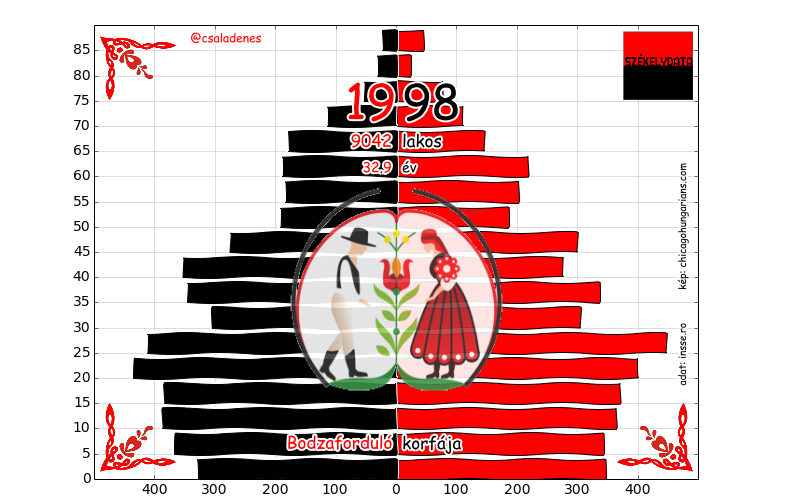 @csaladenes
SZÉKELYDATA
1998
9042 lakos
32.9 év
kép: chicagohungarians.com
adat: insse.ro
Bodzaforduló korfája
85
80
75
70
65
60
55
50
45
40
35
30
25
20
15
10
5
0
400 300 200 100 0 100 200 300 400